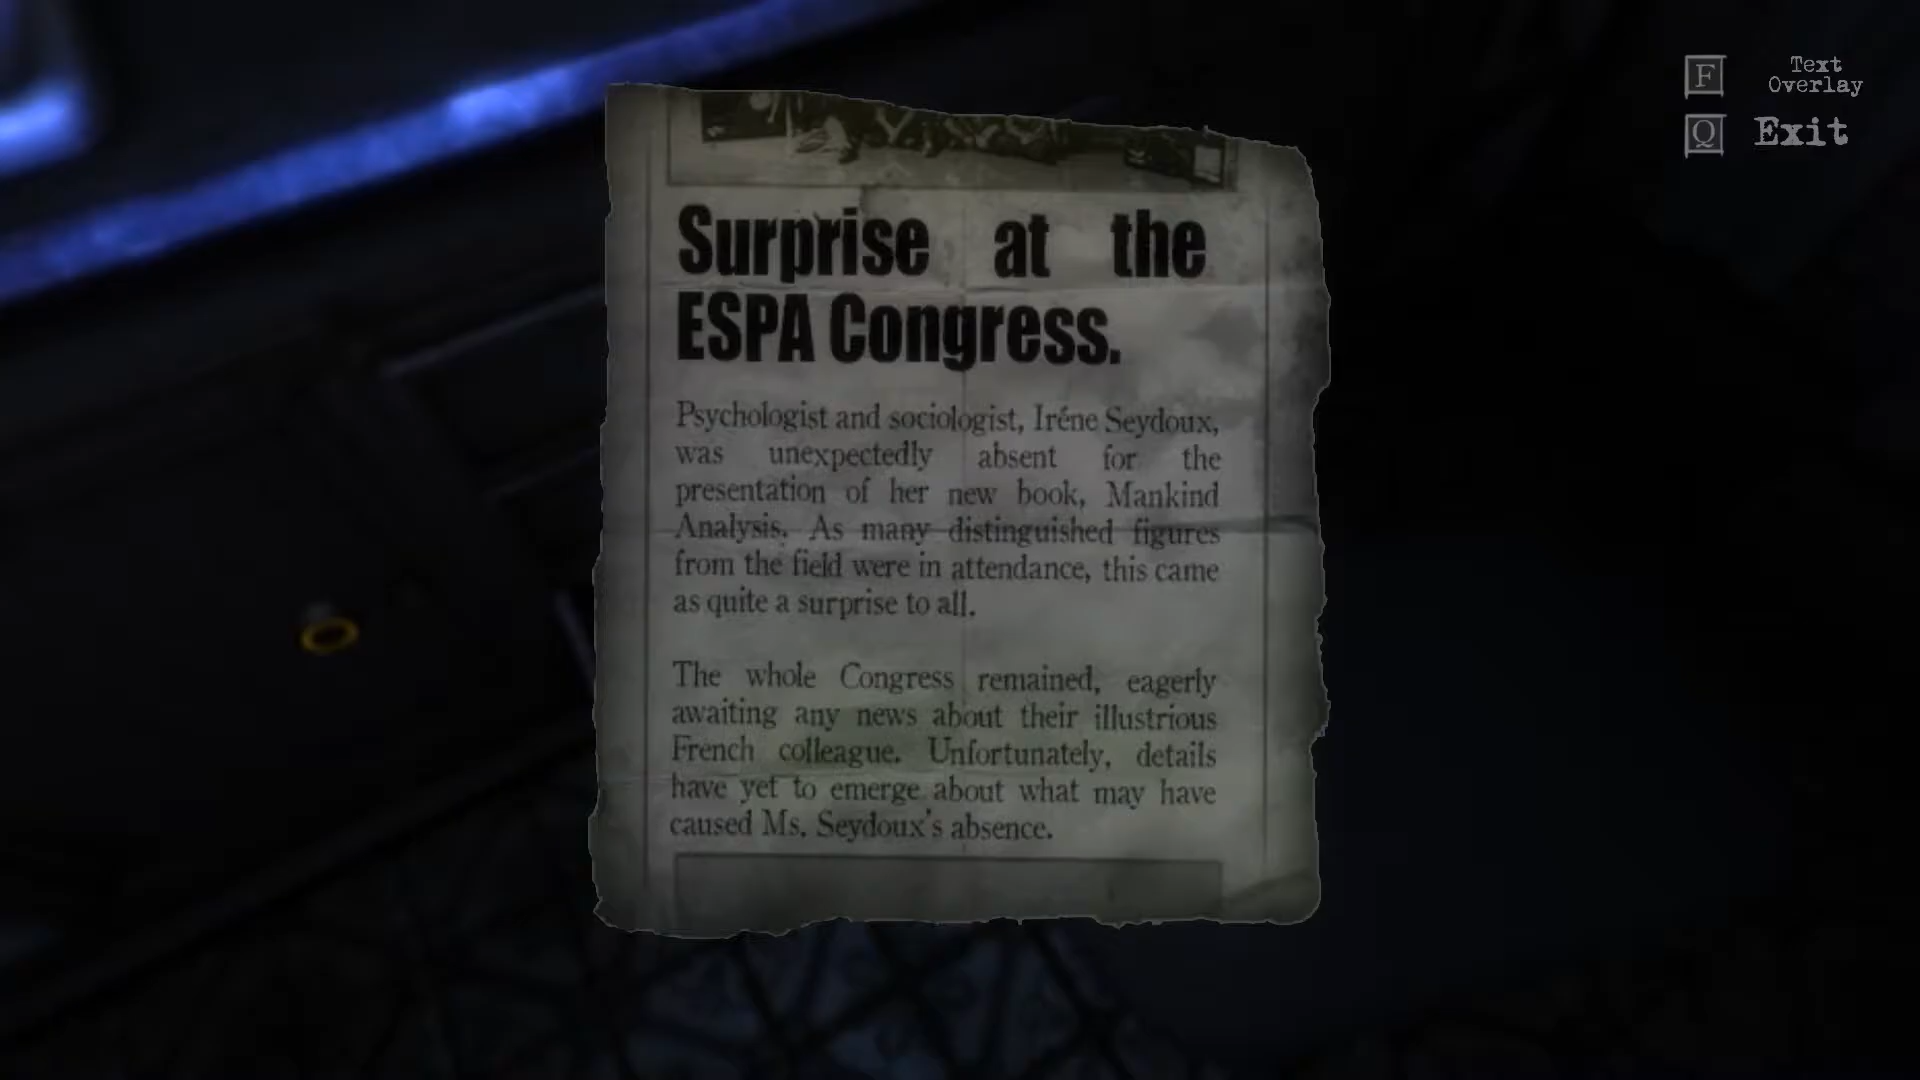 F Text
Overlay
Q Exit
Surprise at the
ESPA Congress.
Psychologist and sociologist, Iréne Seydoux,
was unexpectedly absent for the
presentation of her new book, Mankind
Analysis. As many distinguished figures
from the field were in attendance, this came
as quite a surprise to all.
The whole Congress remained, eagerly
awaiting any news about their illustrious
French colleague. Unfortunately, details
have yet to emerge about what may have
caused Ms. Seydoux's absence.